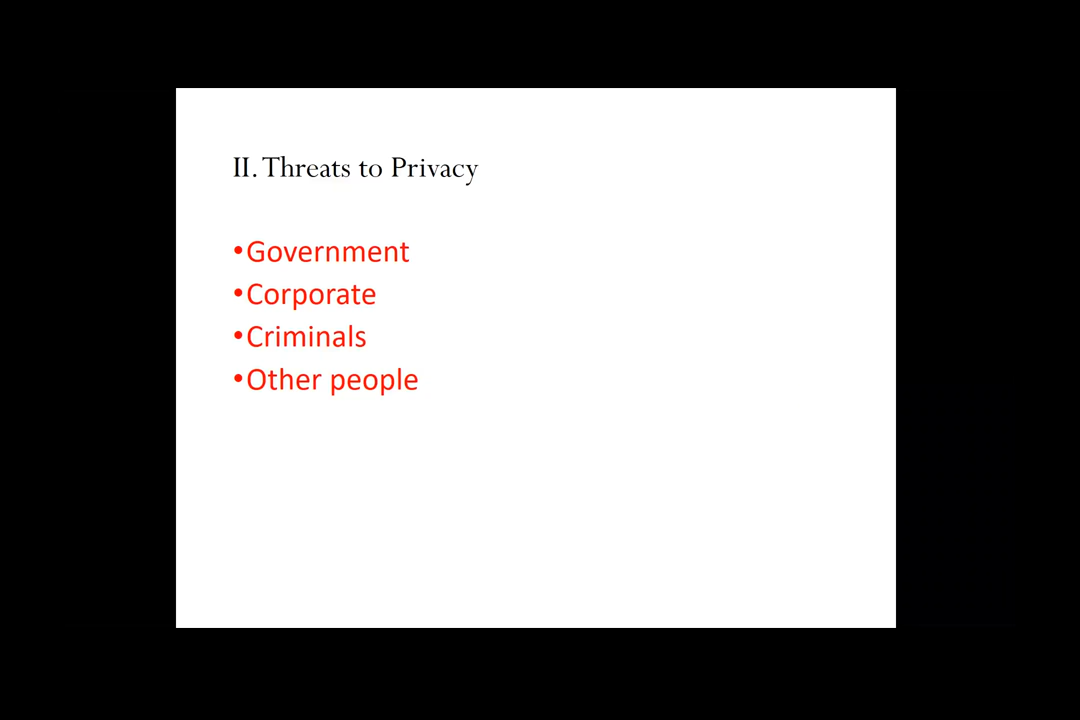 II. Threats to Privacy
•Government
•Corporate
•Criminals
•Other people